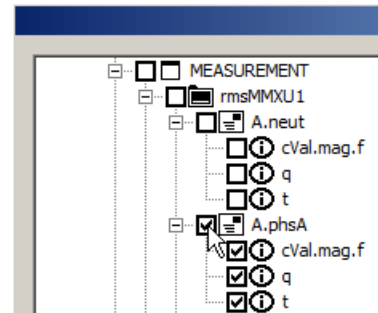 MEASUREMENT
rmsMMXU1
A.neut
cVal.mag.f
q
t
A.phsA
cVal.mag.f
q
t